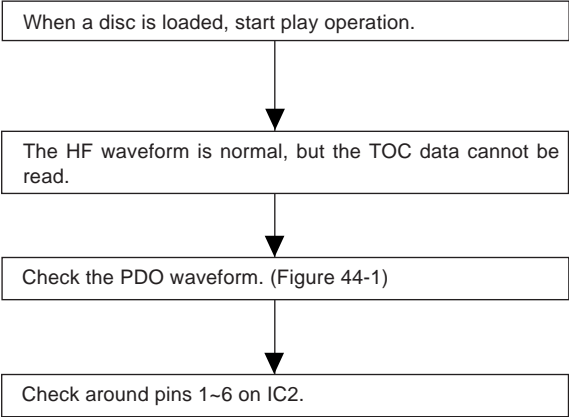 When a disc is loaded, start play operation.
The HF waveform is normal, but the TOC data cannot be
read.
Check the PDO waveform. (Figure 44-1)
Check around pins 1~6 on IC2.